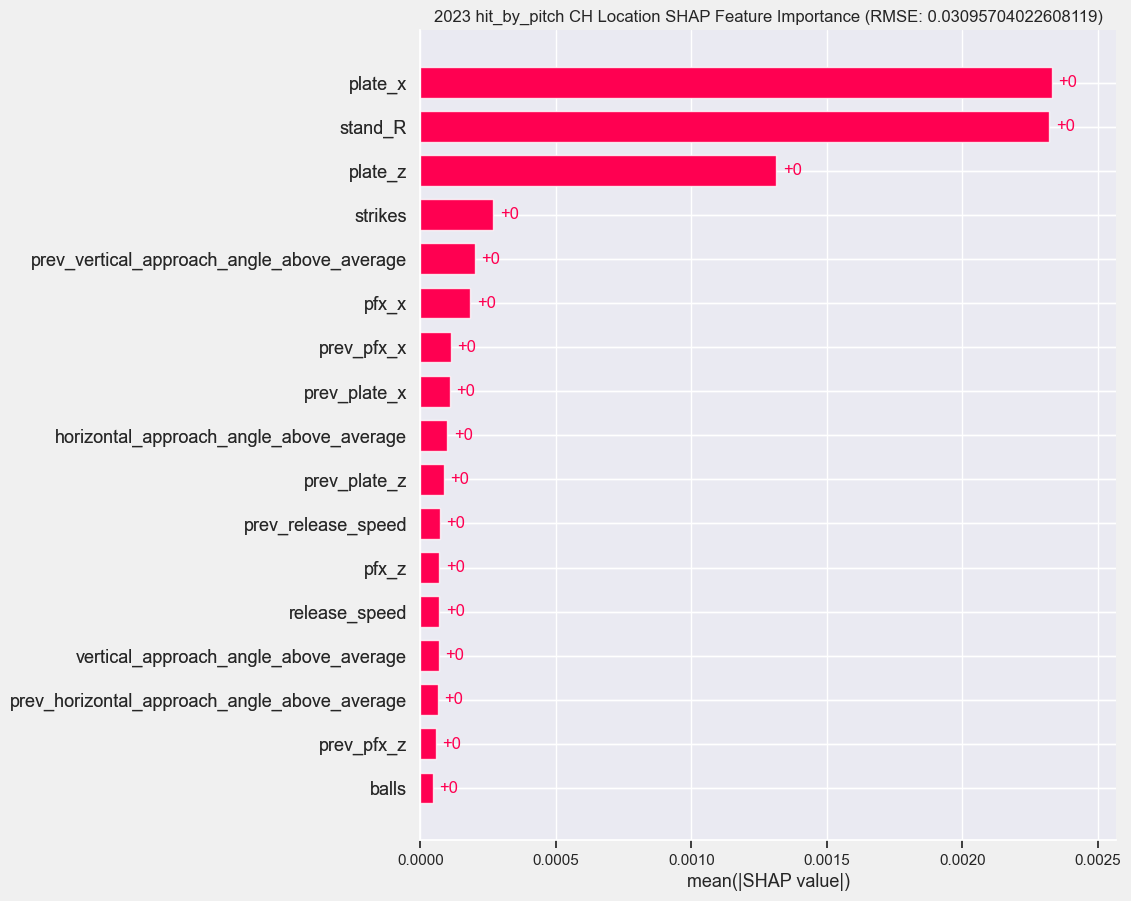 2023 hit_by_pitch CH Location SHAP Feature Importance (RMSE: 0.03095704022608119)
plate_x +0
stand_R +0
plate_z +0
strikes +0
prev_vertical_approach_angle_above_average +0
pfx_x +0
prev_pfx_x +0
prev_plate_x +0
horizontal_approach_angle_above_average +0
prev_plate_z +0
prev_release_speed +0
pfx_z +0
release_speed +0
vertical_approach_angle_above_average +0
prev_horizontal_approach_angle_above_average +0
prev_pfx_z +0
balls +0
0.0000 0.0005 0.0010 0.0015 0.0020 0.0025
mean(|SHAP value|)